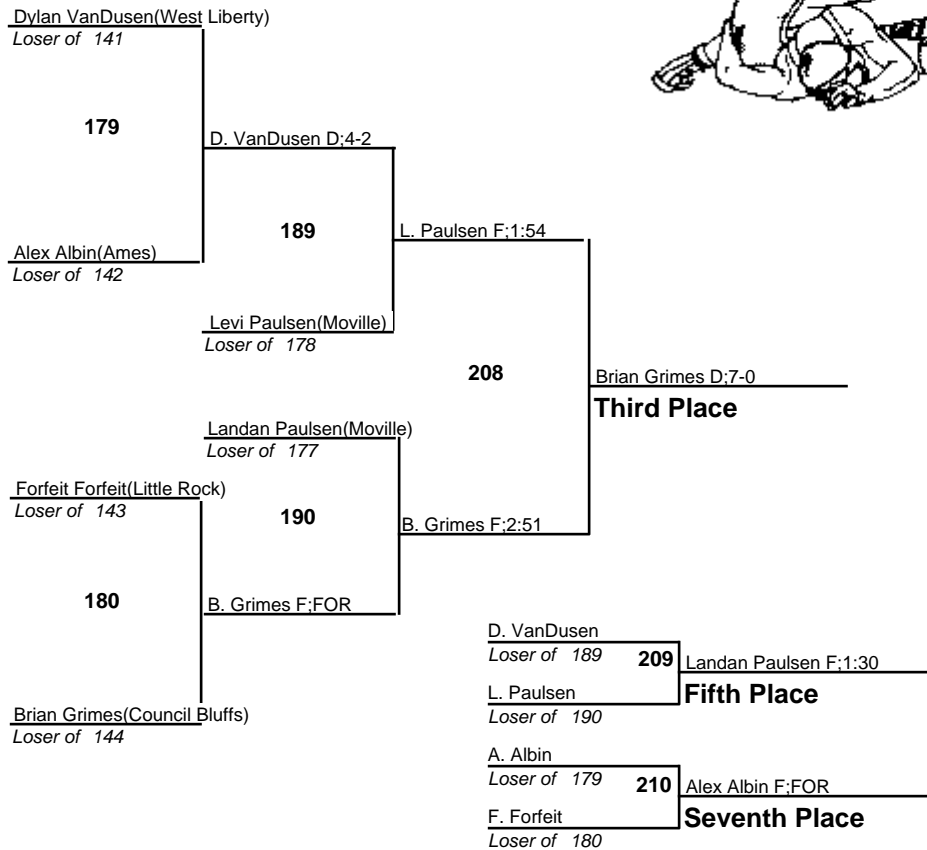 Dylan VanDusen(West Liberty)
Loser of 141
179
D. VanDusen D;4-2
189
L. Paulsen F;1:54
Alex Albin(Ames)
Loser of 142
Levi Paulsen(Moville)
Loser of 178
208
Brian Grimes D;7-0
Third Place
Landan Paulsen(Moville)
Loser of 177
Forfeit Forfeit(Little Rock)
Loser of 143
190
B. Grimes F;2:51
180
B. Grimes F;FOR
Brian Grimes(Council Bluffs)
Loser of 144
D. VanDusen
Loser of 189
209
Landan Paulsen F;1:30
Fifth Place
L. Paulsen
Loser of 190
A. Albin
Loser of 179
210
Alex Albin F;FOR
Seventh Place
F. Forfeit
Loser of 180